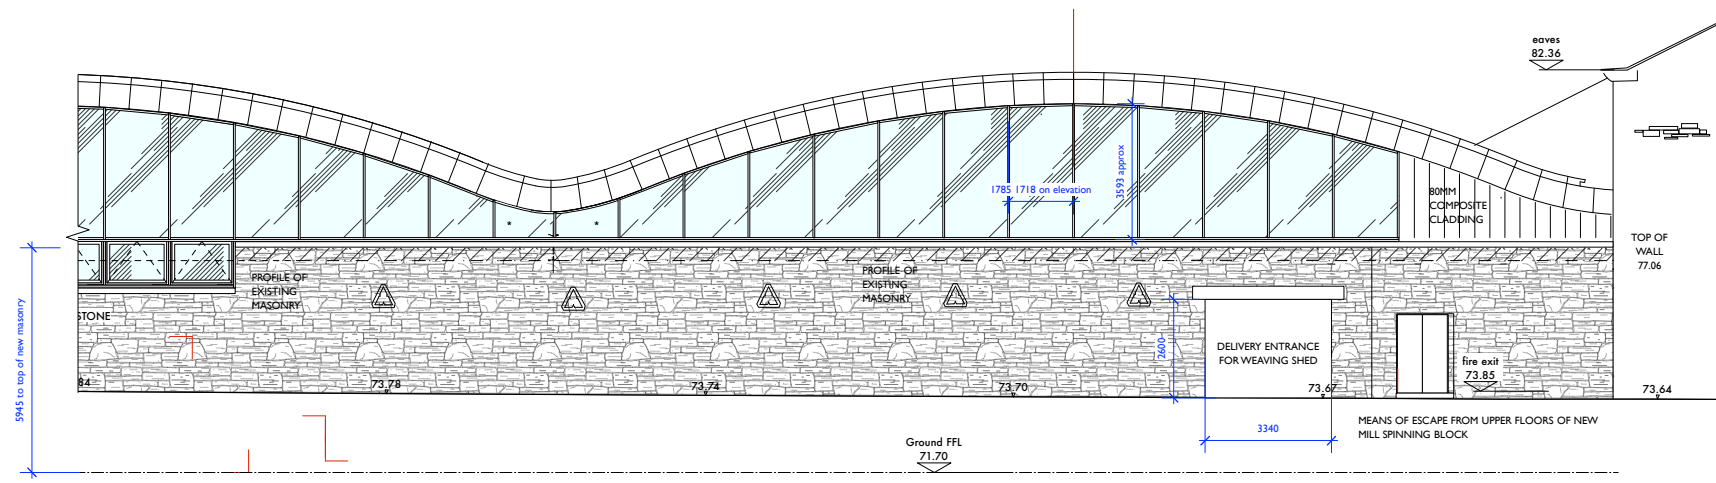 eaves
82.36
3593 approx
1785 1718 on elevation
80MM
COMPOSITE
CLADDING
TOP OF
WALL
77.06
PROFILE OF
EXISTING
MASONRY
PROFILE OF
EXISTING
MASONRY
STONE
5945 to top of new masonry
2600
DELIVERY ENTRANCE
FOR WEAVING SHED
fire exit
73.85
84
73.78
73.74
73.70
73.67
73.64
3340
MEANS OF ESCAPE FROM UPPER FLOORS OF NEW
MILL SPINNING BLOCK
Ground FFL
71.70